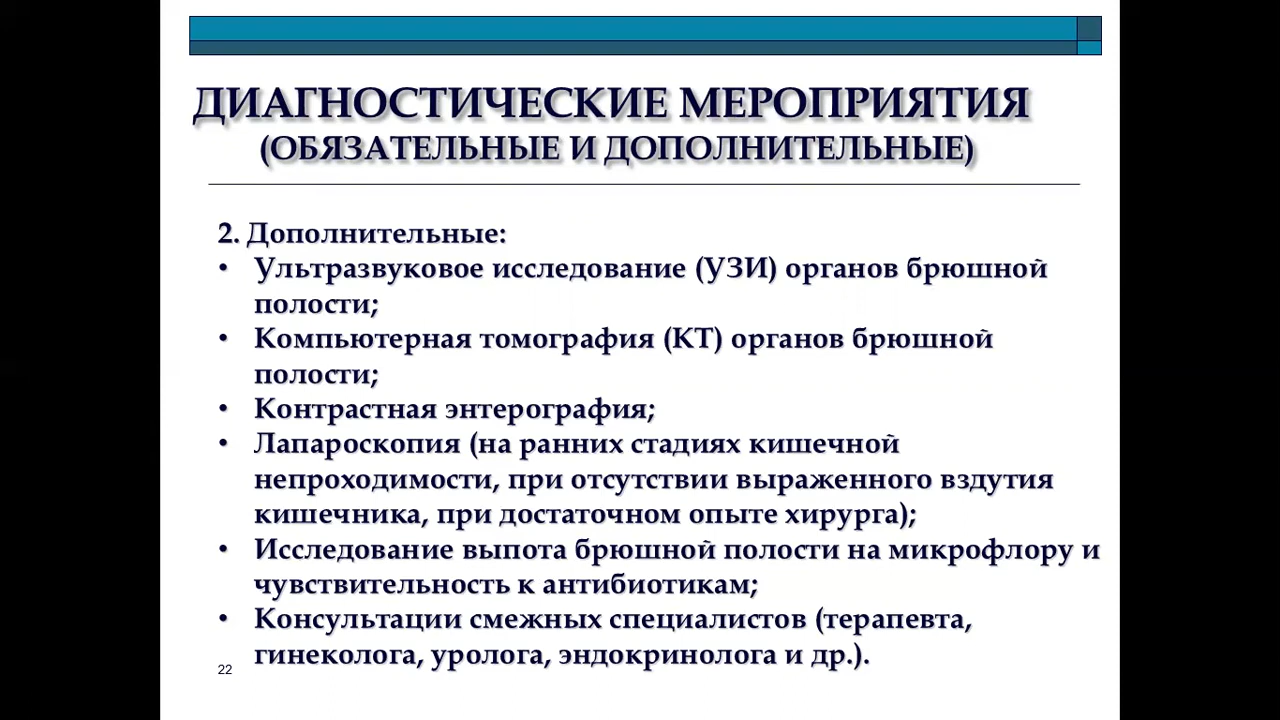 ДИАГНОСТИЧЕСКИЕ МЕРОПРИЯТИЯ
(ОБЯЗАТЕЛЬНЫЕ И ДОПОЛНИТЕЛЬНЫЕ)
2. Дополнительные:
• Ультразвуковое исследование (УЗИ) органов брюшной
полости;
• Компьютерная томография (КТ) органов брюшной
полости;
• Контрастная энтерография;
• Лапароскопия (на ранних стадиях кишечной
непроходимости, при отсутствии выраженного вздутия
кишечника, при достаточном опыте хирурга);
• Исследование выпота брюшной полости на микрофлору и
чувствительность к антибиотикам;
• Консультации смежных специалистов (терапевта,
гинеколога, уролога, эндокринолога и др.).
22